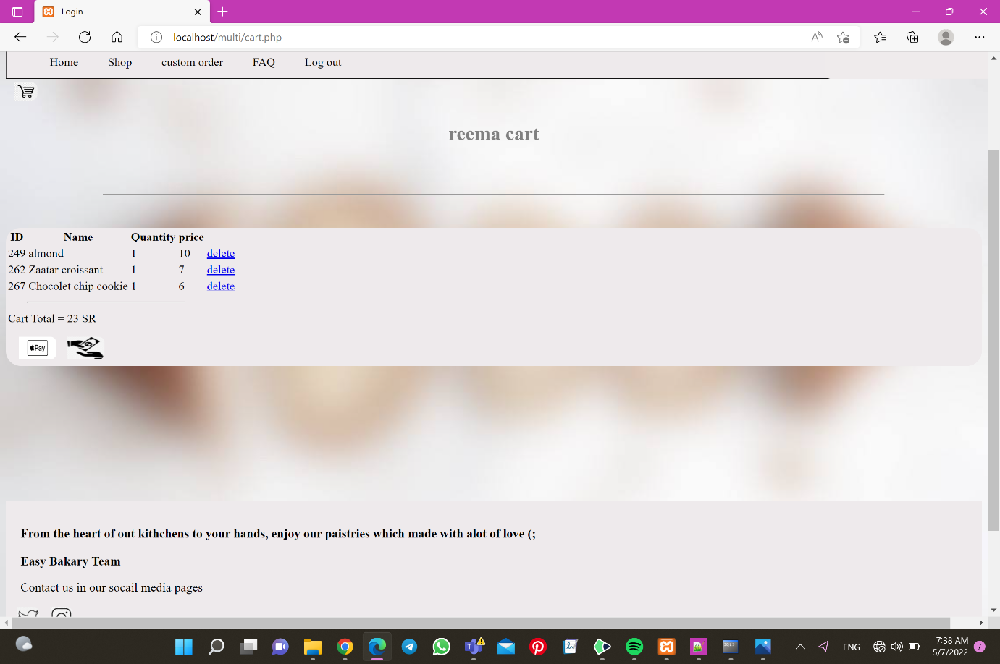 Login
localhost/multi/cart.php
Home Shop custom order FAQ Log out
reema cart
ID Name Quantity price
249 almond 1 10 delete
262 Zaatar croissant 1 7 delete
267 Chocolet chip cookie 1 6 delete
Cart Total = 23 SR
Pay
From the heart of out kithchens to your hands, enjoy our paistries which made with alot of love (;
Easy Bakary Team
Contact us in our socail media pages
ENG
7:38 AM
5/7/2022
7